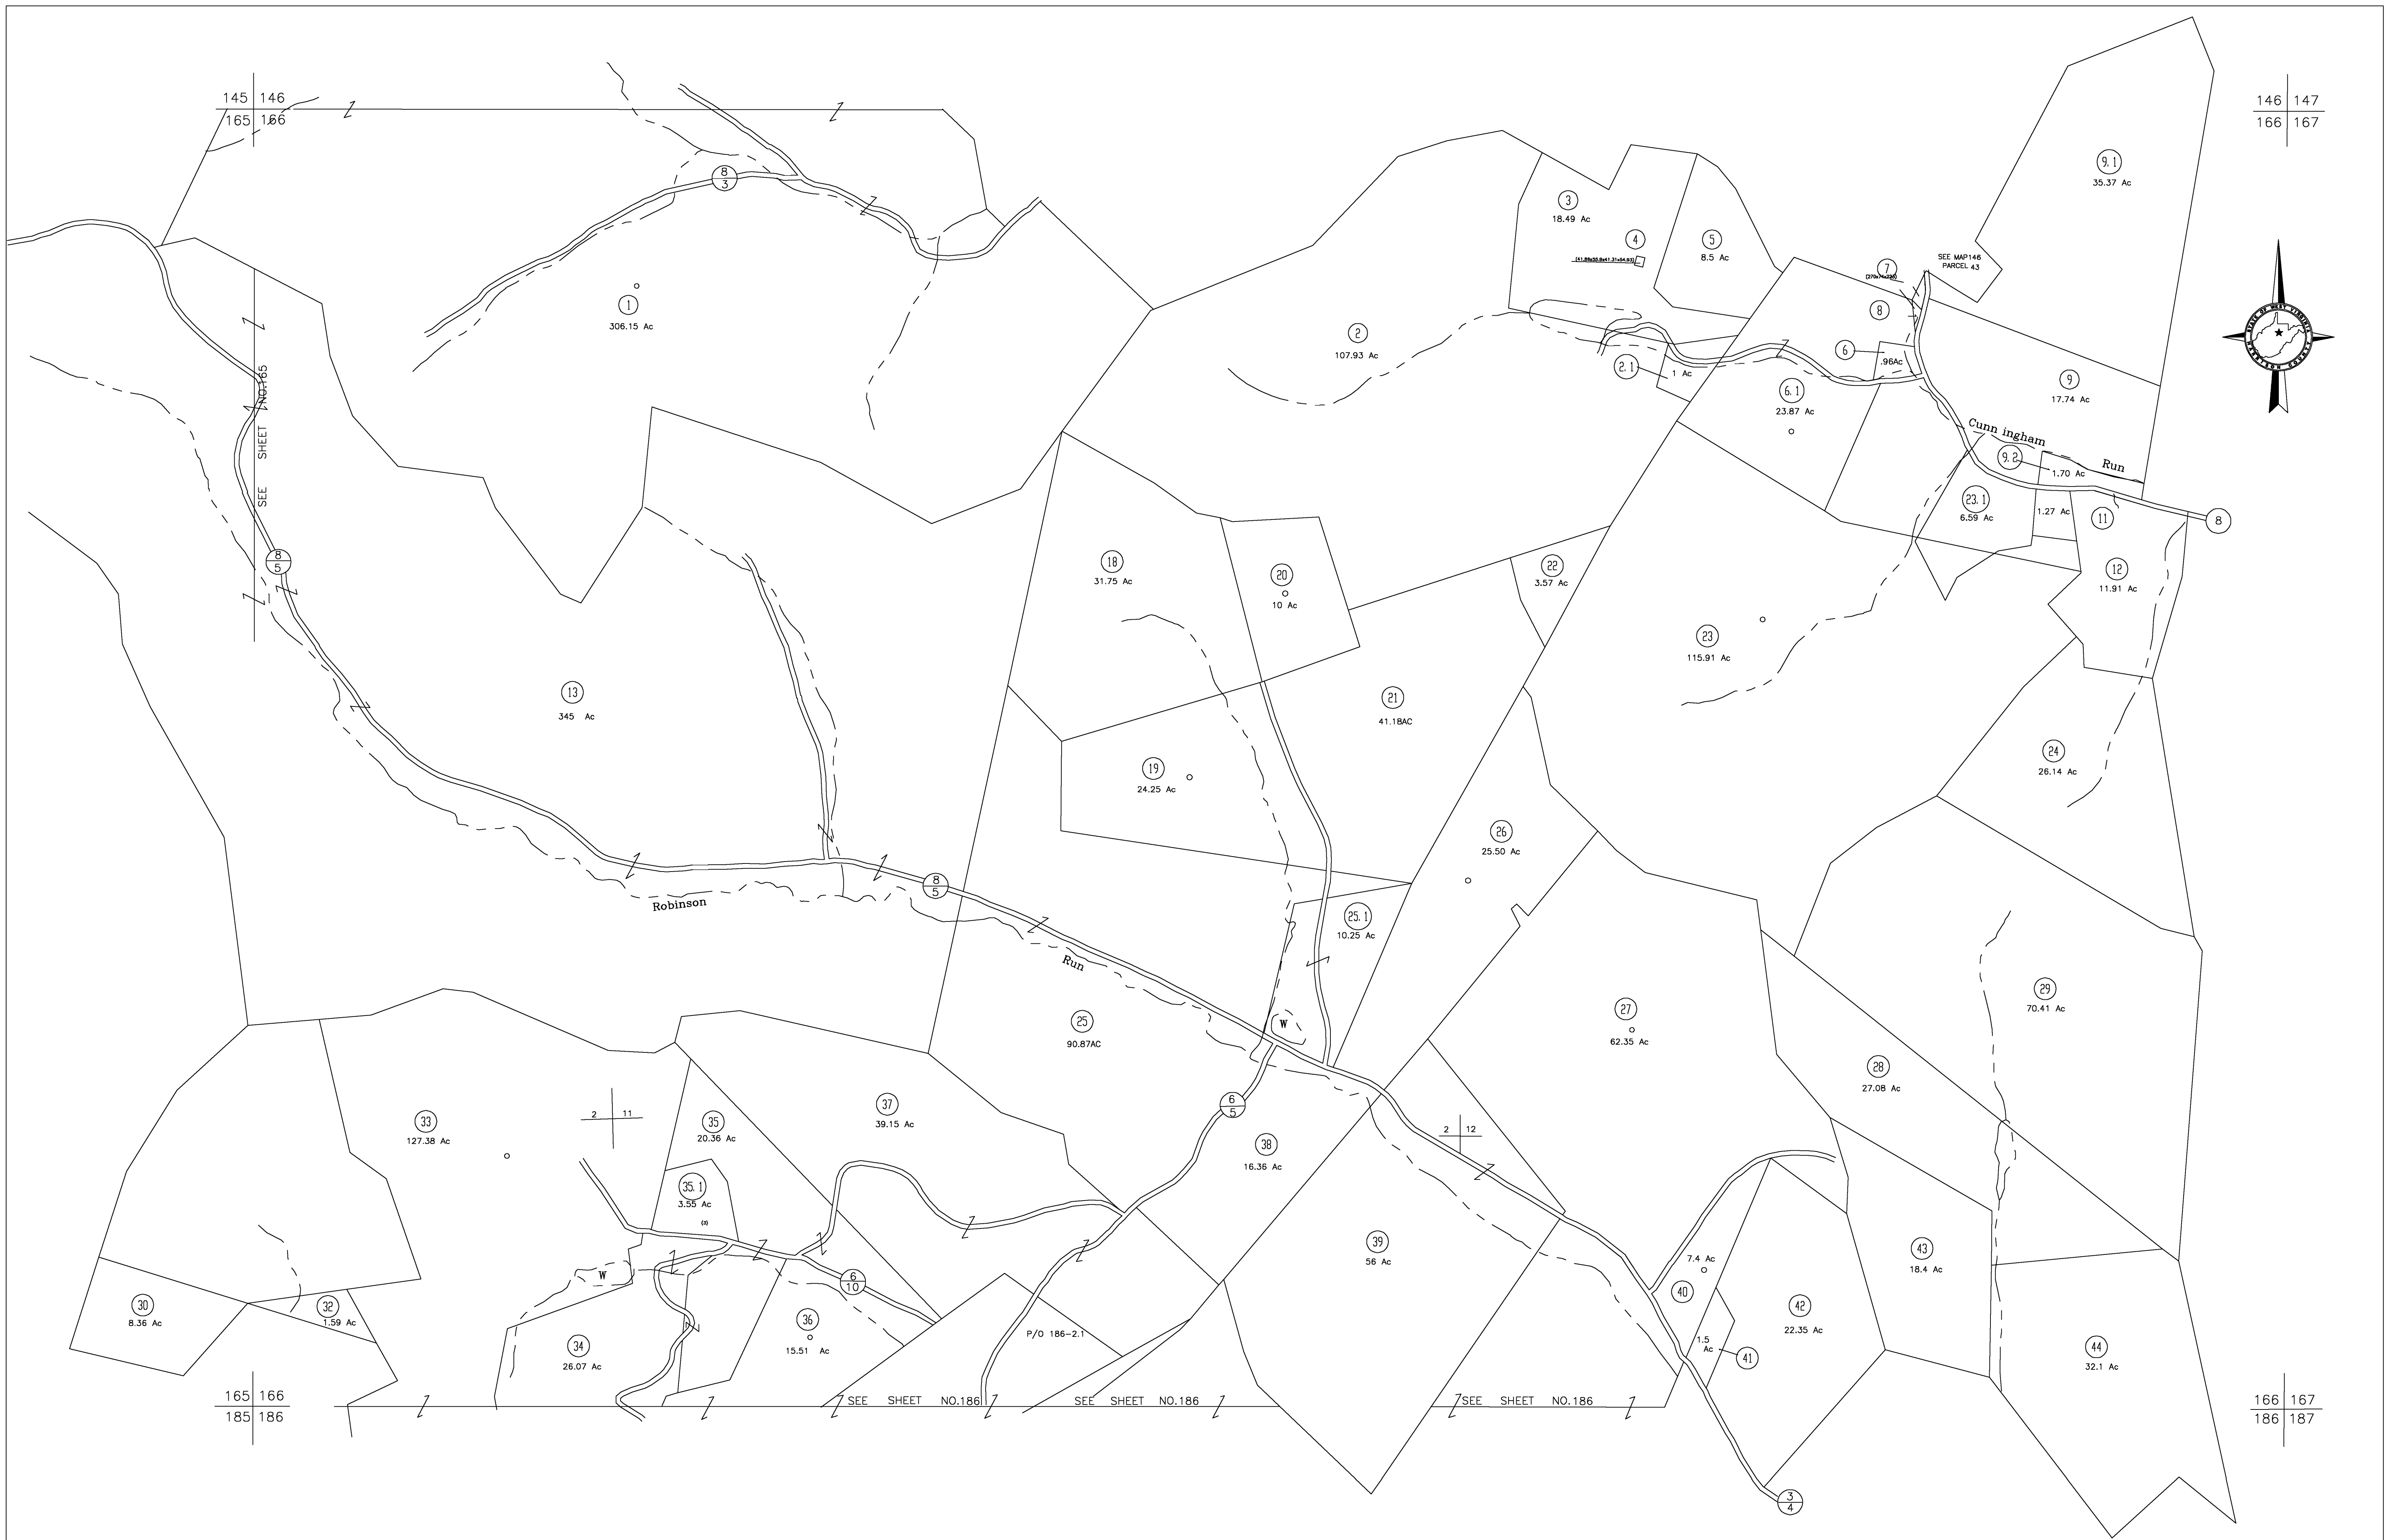 145 146
165 166
146 147
166 167
8
3
1
306.15 Ac
2
107.93 Ac
3
18.49 Ac
4
5
8.5 Ac
9.1
35.37 Ac
SEE MAP146
PARCEL 43
7
8
6
.96Ac
2.1
1 Ac
6.1
23.87 Ac
9
17.74 Ac
STATE OF WEST VIRGINIA
HARRISON COUNTY
Cunn ingham
Run
9.2
1.70 Ac
23.1
6.59 Ac
1.27 Ac
11
8
12
11.91 Ac
SEE SHEET NO.165
8
5
13
345 Ac
18
31.75 Ac
20
10 Ac
22
3.57 Ac
23
115.91 Ac
21
41.18AC
19
24.25 Ac
24
26.14 Ac
26
25.50 Ac
8
5
Robinson
Run
25.1
10.25 Ac
25
90.87AC
W
27
62.35 Ac
29
70.41 Ac
28
27.08 Ac
33
127.38 Ac
2 11
35
20.36 Ac
37
39.15 Ac
6
5
38
16.36 Ac
2 12
35.1
3.55 Ac
(3)
W
6
10
39
56 Ac
7.4 Ac
40
43
18.4 Ac
42
22.35 Ac
30
8.36 Ac
32
1.59 Ac
34
26.07 Ac
36
15.51 Ac
P/O 186-2.1
1.5
Ac
41
44
32.1 Ac
165 166
185 186
SEE SHEET NO.186
SEE SHEET NO.186
SEE SHEET NO.186
166 167
186 187
3
4